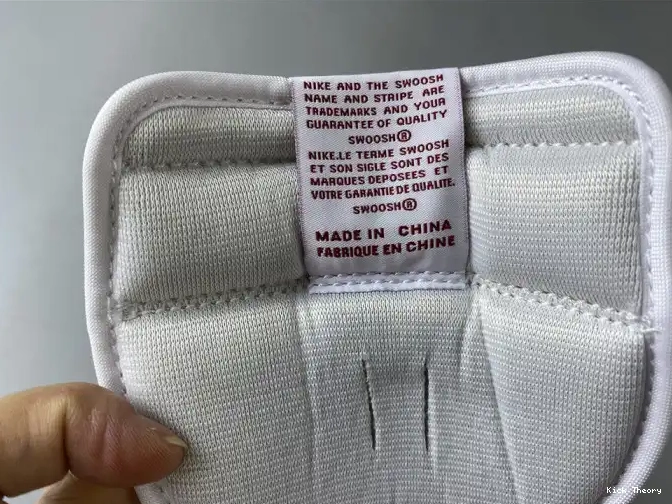 NIKE AND THE SWOOSH
NAME AND STRIPE ARE
TRADEMARKS AND YOUR
GUARANTEE OF QUALITY
SWOOSH®
NIKE.LE TERME SWOOSH
ET SON SIGLE SONT DES
MARQUES DEPOSEES ET
VOTRE GARANTIE DE QUALITE.
SWOOSH®
MADE IN CHINA
FABRIQUE EN CHINE
Kick Theory